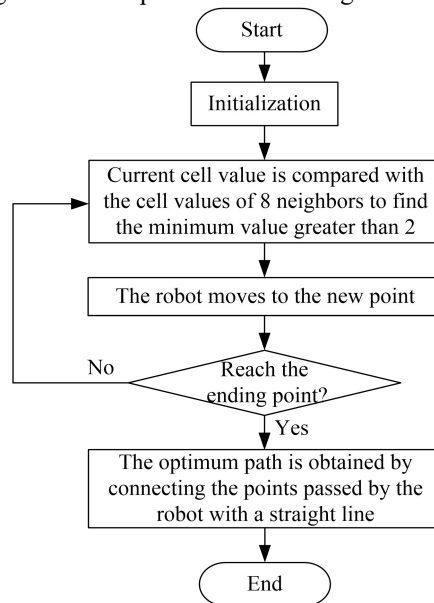 Start
Initialization
Current cell value is compared with
the cell values of 8 neighbors to find
the minimum value greater than 2
The robot moves to the new point
No
Reach the
ending point?
Yes
The optimum path is obtained by
connecting the points passed by the
robot with a straight line
End